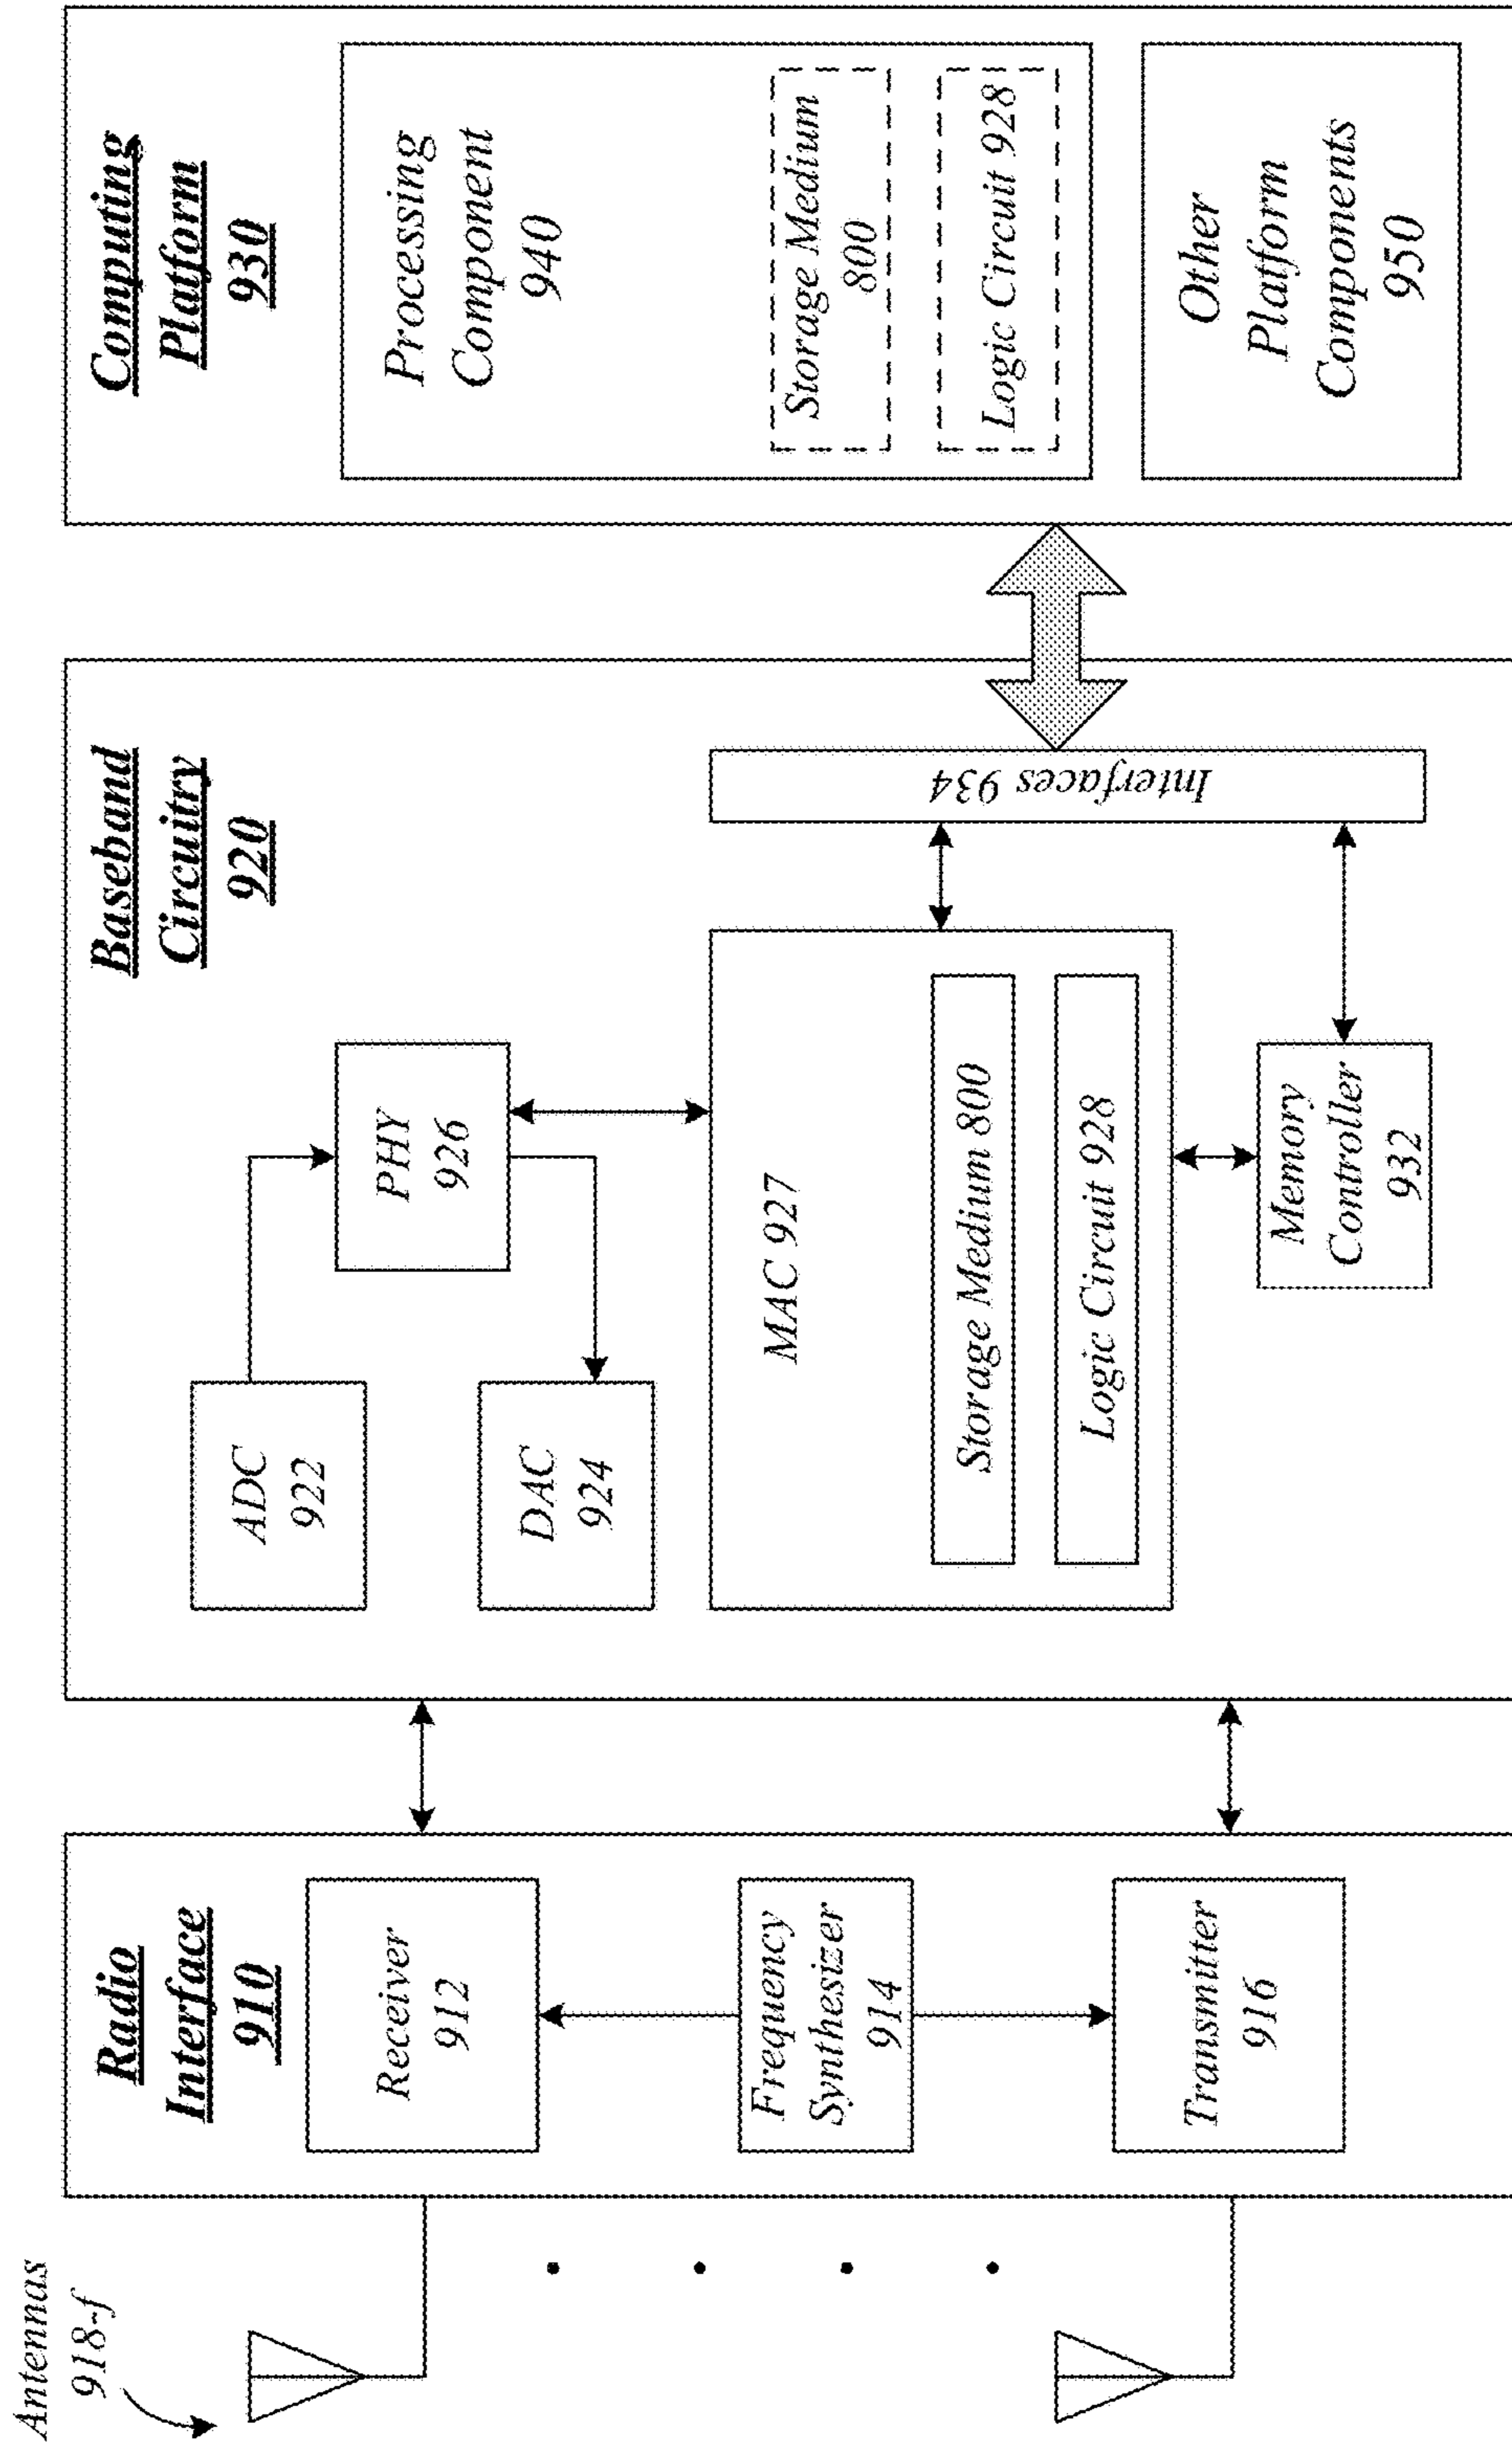 Antennas
918-f
Radio
Interface
910
Receiver
912
Frequency
Synthesizer
914
Transmitter
916
Baseband
Circuitry
920
ADC
922
PHY
926
DAC
924
MAC 927
Storage Medium 800
Logic Circuit 928
Memory
Controller
932
Interfaces 934
Computing
Platform
930
Processing
Component
940
Storage Medium
800
Logic Circuit 928
Other
Platform
Components
950